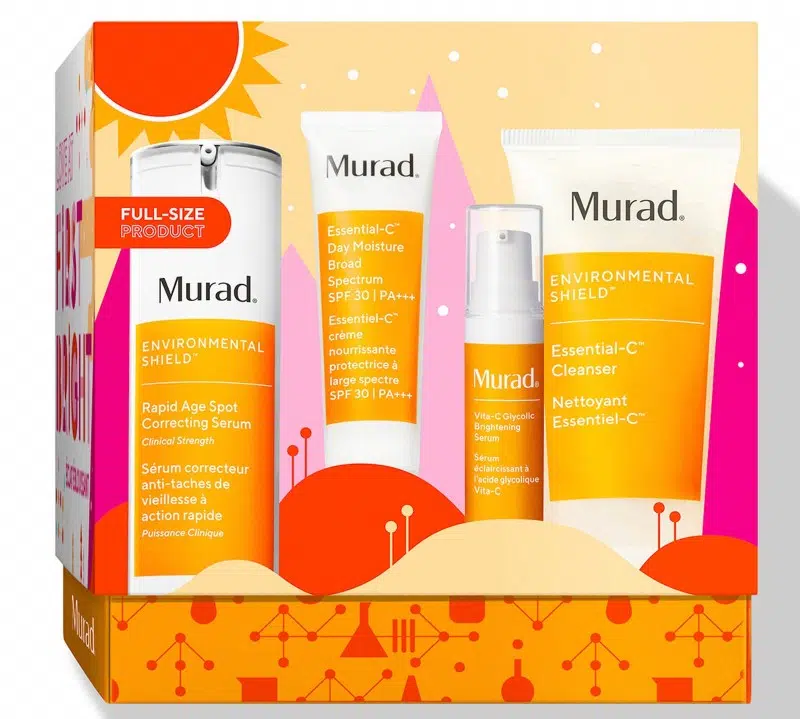 FULL-SIZE
PRODUCT
Murad.
ENVIRONMENTAL
SHIELD™
Rapid Age Spot
Correcting Serum
Clinical Strength
Sérum correcteur
anti-taches de
vieillesse à
action rapide
Puissance Clinique
Murad.
Essential-C™
Day Moisture
Broad
Spectrum
SPF 30 | PA+++
Essentiel-C™
crème
nourrissante
protectrice à
large spectre
SPF 30 | PA+++
Murad.
Vita-C Glycolic
Brightening
Serum
Sérum
éclaircissant à
l'acide glycolique
Vita-C
Murad.
ENVIRONMENTAL
SHIELD™
Essential-C™
Cleanser
Nettoyant
Essentiel-C™
Murad